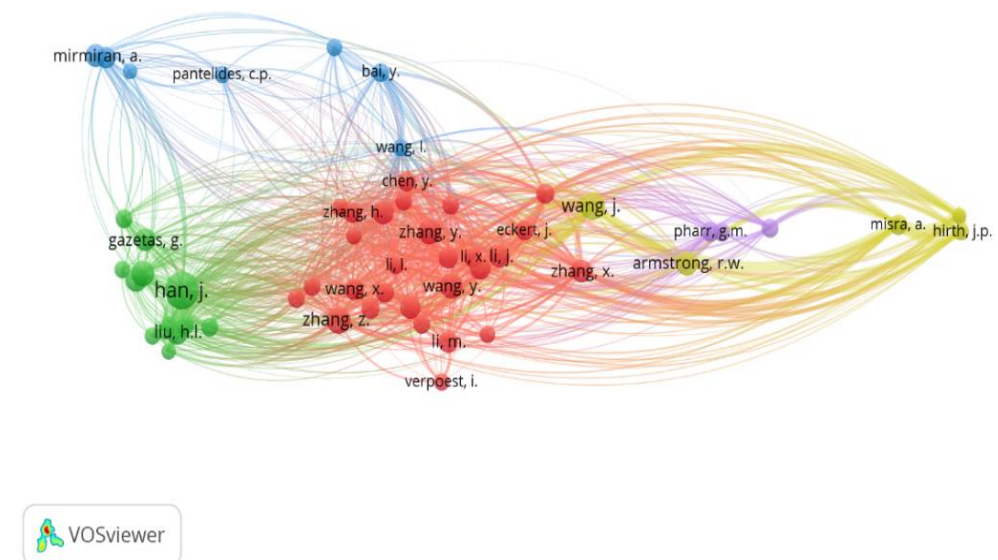 mirmiran, a.
pantelides, c.p.
bai, y.
wang, l.
chen, y.
zhang, h.
wang, j.
zhang, y.
eckert, j.
misra, a.
hirth, j.p.
pharr, g.m.
gazetas, g.
li, l.
li, x.
li, j.
armstrong, r.w.
zhang, x.
han, j.
wang, x.
wang, y.
zhang, z.
liu, h.l.
li, m.
verpoest, i.
VOSviewer